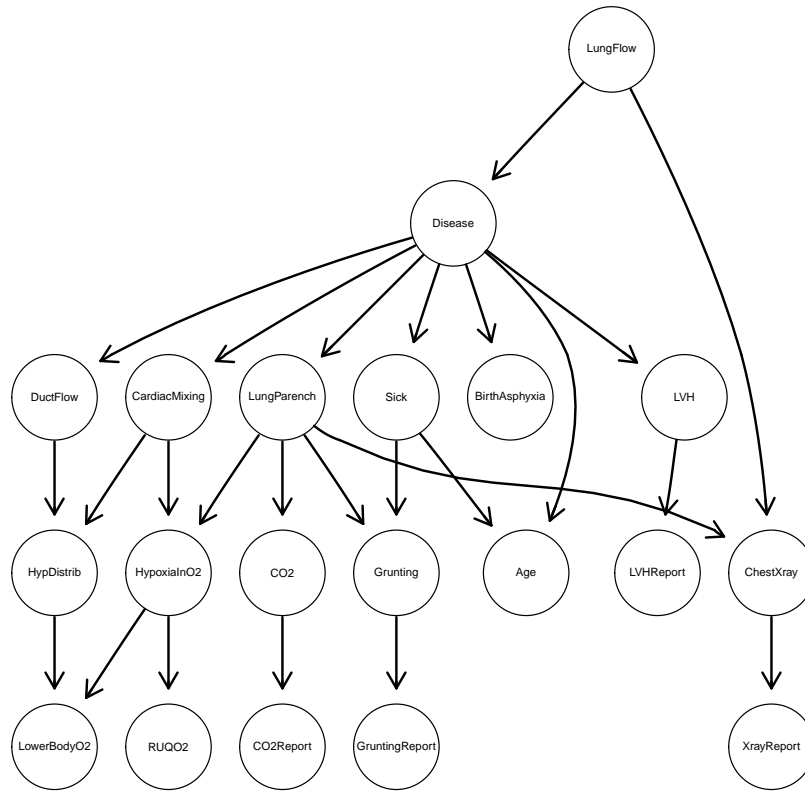 LungFlow
Disease
DuctFlow
CardiacMixing
LungParench
Sick
BirthAsphyxia
LVH
HypDistrib
HypoxiaInO2
CO2
Grunting
Age
LVHReport
ChestXray
LowerBodyO2
RUQO2
CO2Report
GruntingReport
XrayReport